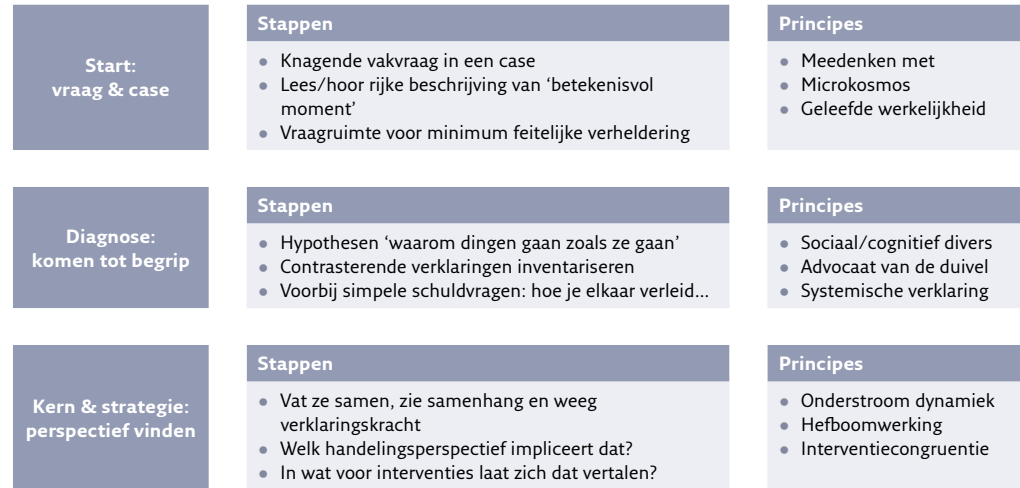 Start:
vraag & case
Stappen
• Knagende vakvraag in een case
• Lees/hoor rijke beschrijving van ‘betekenisvol
moment’
• Vraagruimte voor minimum feitelijke verheldering
Principes
• Meedenken met
• Microkosmos
• Geleefde werkelijkheid
Diagnose:
komen tot begrip
Stappen
• Hypothesen ‘waarom dingen gaan zoals ze gaan’
• Contrasterende verklaringen inventariseren
• Voorbij simpele schuldvragen: hoe je elkaar verleid...
Principes
• Sociaal/cognitief divers
• Advocaat van de duivel
• Systemische verklaring
Kern & strategie:
perspectief vinden
Stappen
• Vat ze samen, zie samenhang en weeg
verklaringskracht
• Welk handelingsperspectief impliceert dat?
• In wat voor interventies laat zich dat vertalen?
Principes
• Onderstroom dynamiek
• Hefboomwerking
• Interventiecongruentie